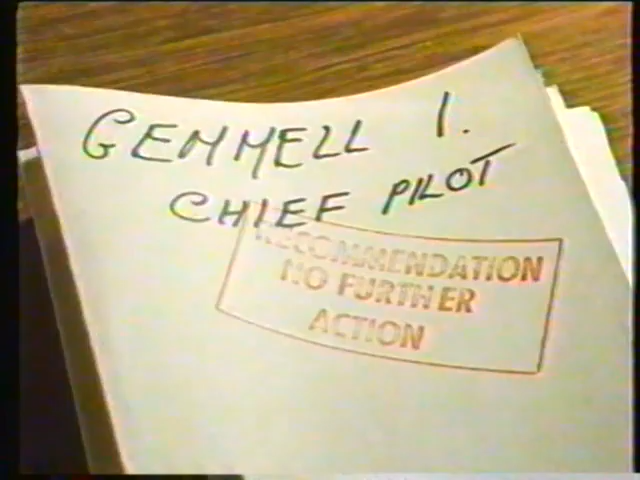 GEMMELL I.
CHIEF PILOT
RECOMMENDATION
NO FURTHER
ACTION